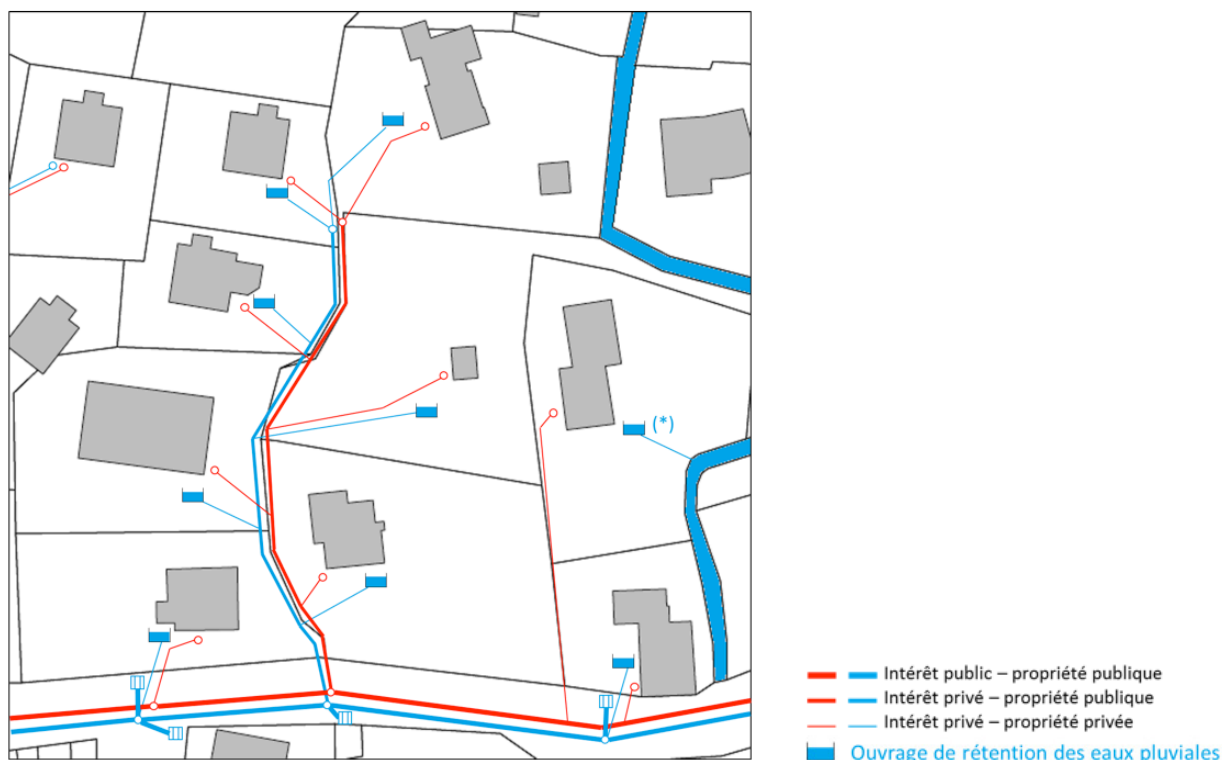 (*)
Intérêt public – propriété publique
Intérêt privé – propriété publique
Intérêt privé – propriété privée
Ouvrage de rétention des eaux pluviales